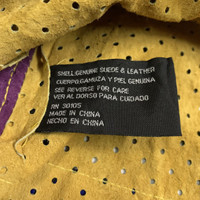 SHELL/GENUINE SUEDE & LEATHER
CUERPO,GAMUZA Y PIEL GENUINA
SEE REVERSE FOR CARE
VER AL DORSO PARA CUIDADO
RN 30105
MADE IN CHINA
HECHO EN CHINA